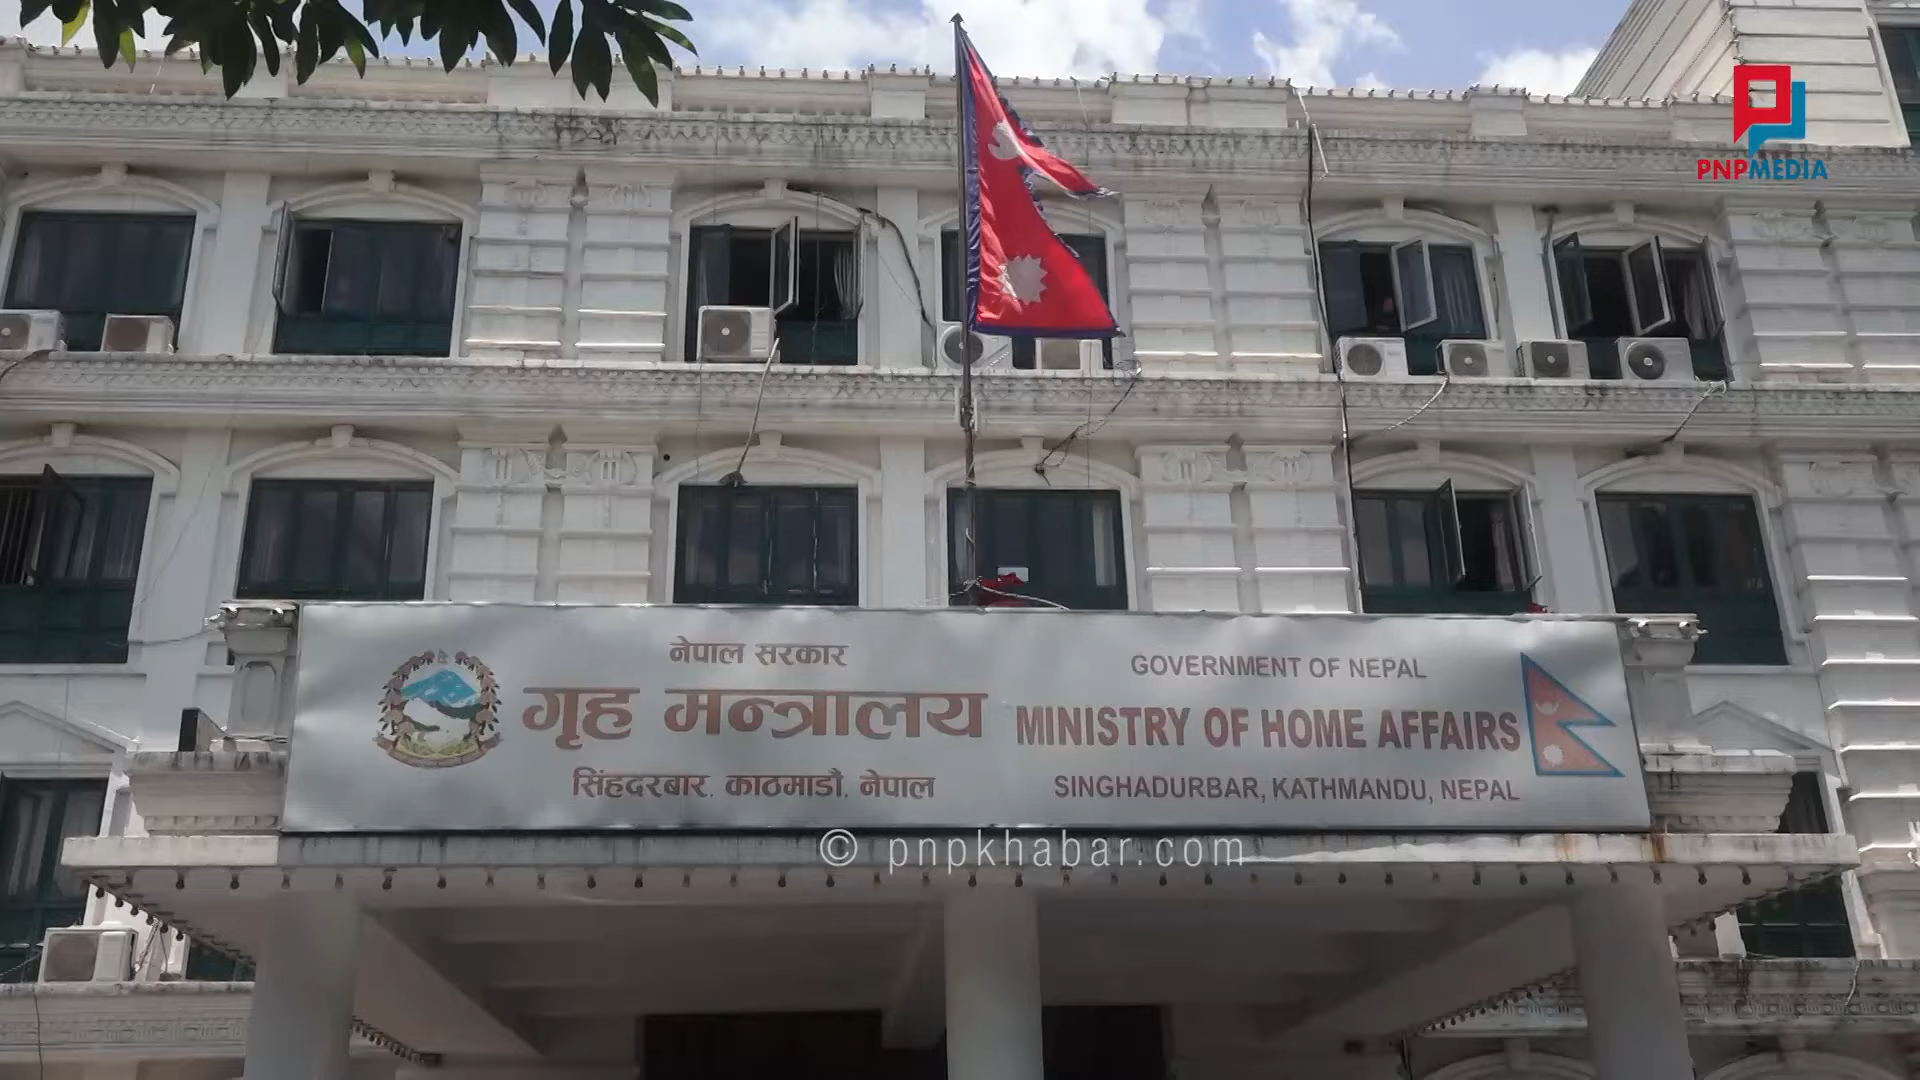 PNPMEDIA
नेपाल सरकार
गृह मन्त्रालय
सिंहदरबार, काठमाडौं, नेपाल
GOVERNMENT OF NEPAL
MINISTRY OF HOME AFFAIRS
SINGHADURBAR, KATHMANDU, NEPAL
© pnpkhabar.com